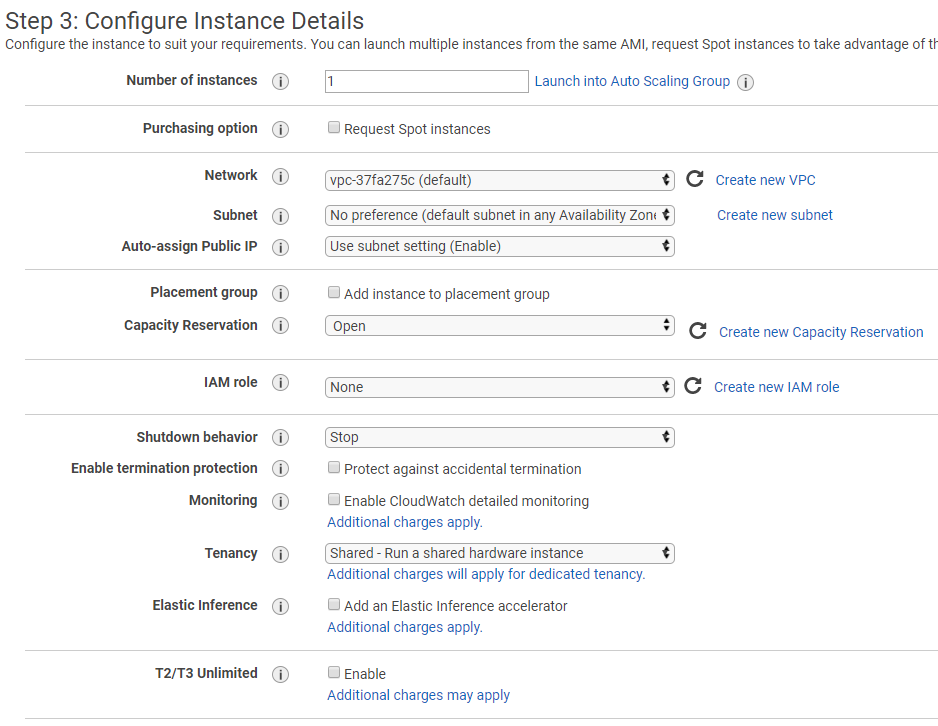 Step 3: Configure Instance Details
Configure the instance to suit your requirements. You can launch multiple instances from the same AMI, request Spot instances to take advantage of
Number of instances 1 Launch into Auto Scaling Group
Purchasing option Request Spot instances
Network vpc-37fa275c (default) Create new VPC
Subnet No preference (default subnet in any Availability Zone Create new subnet
Auto-assign Public IP Use subnet setting (Enable)
Placement group Add instance to placement group
Capacity Reservation Open Create new Capacity Reservation
IAM role None Create new IAM role
Shutdown behavior Stop
Enable termination protection Protect against accidental termination
Monitoring Enable CloudWatch detailed monitoring
Additional charges apply.
Tenancy Shared - Run a shared hardware instance
Additional charges will apply for dedicated tenancy.
Elastic Inference Add an Elastic Inference accelerator
Additional charges apply.
T2/T3 Unlimited Enable
Additional charges may apply